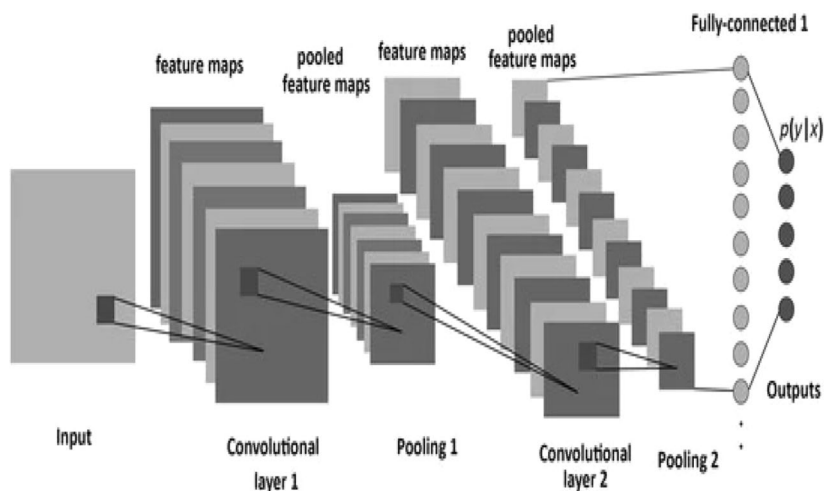 feature maps
pooled
feature maps
feature maps
pooled
feature maps
Fully-connected 1
p(y|x)
Input
Convolutional
layer 1
Pooling 1
Convolutional
layer 2
Pooling 2
Outputs